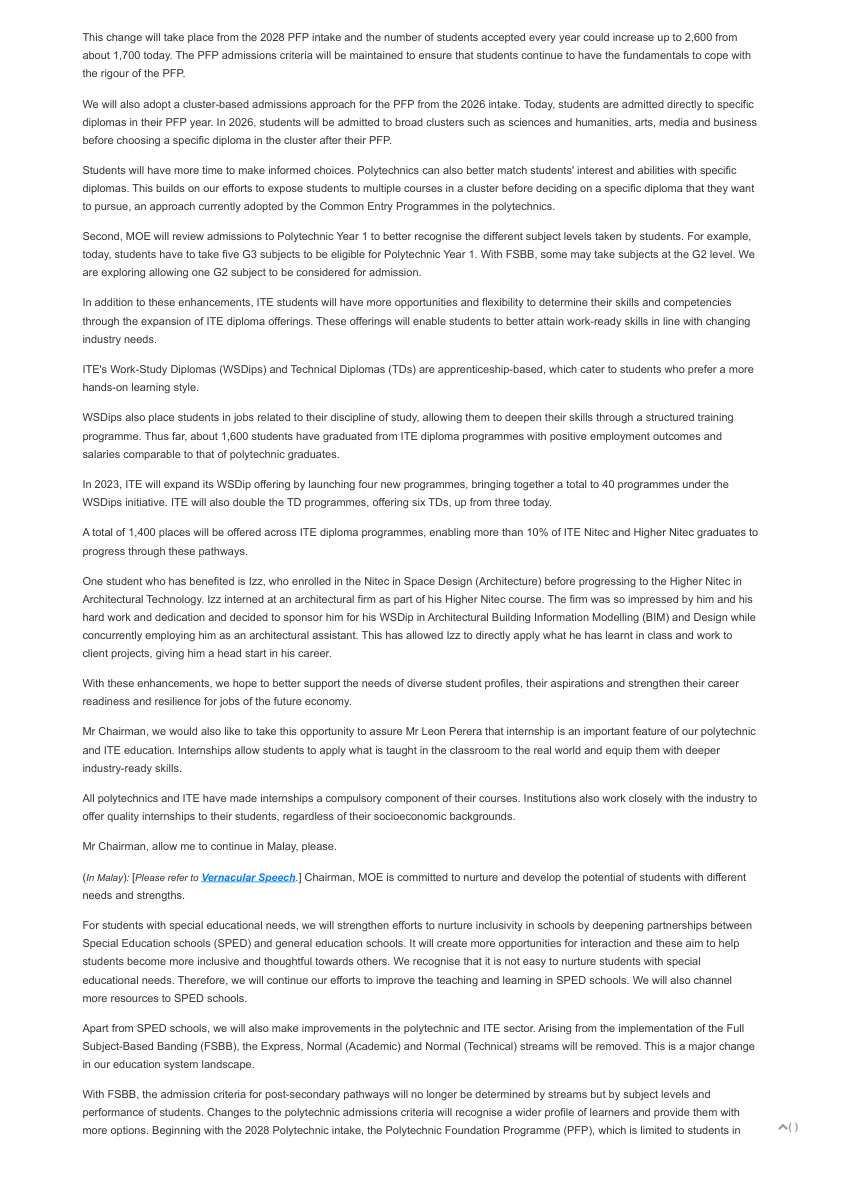 This change will take place from the 2028 PFP intake and the number of students accepted every year could increase up to 2,600 from
about 1,700 today. The PFP admissions criteria will be maintained to ensure that students continue to have the fundamentals to cope with
the rigour of the PFP.
We will also adopt a cluster-based admissions approach for the PFP from the 2026 intake. Today, students are admitted directly to specific
diplomas in their PFP year. In 2026, students will be admitted to broad clusters such as sciences and humanities, arts, media and business
before choosing a specific diploma in the cluster after their PFP.
Students will have more time to make informed choices. Polytechnics can also better match students' interest and abilities with specific
diplomas. This builds on our efforts to expose students to multiple courses in a cluster before deciding on a specific diploma that they want
to pursue, an approach currently adopted by the Common Entry Programmes in the polytechnics.
Second, MOE will review admissions to Polytechnic Year 1 to better recognise the different subject levels taken by students. For example,
today, students have to take five G3 subjects to be eligible for Polytechnic Year 1. With FSBB, some may take subjects at the G2 level. We
are exploring allowing one G2 subject to be considered for admission.
In addition to these enhancements, ITE students will have more opportunities and flexibility to determine their skills and competencies
through the expansion of ITE diploma offerings. These offerings will enable students to better attain work-ready skills in line with changing
industry needs.
ITE's Work-Study Diplomas (WSDips) and Technical Diplomas (TDs) are apprenticeship-based, which cater to students who prefer a more
hands-on learning style.
WSDips also place students in jobs related to their discipline of study, allowing them to deepen their skills through a structured training
programme. Thus far, about 1,600 students have graduated from ITE diploma programmes with positive employment outcomes and
salaries comparable to that of polytechnic graduates.
In 2023, ITE will expand its WSDip offering by launching four new programmes, bringing together a total to 40 programmes under the
WSDips initiative. ITE will also double the TD programmes, offering six TDs, up from three today.
A total of 1,400 places will be offered across ITE diploma programmes, enabling more than 10% of ITE Nitec and Higher Nitec graduates to
progress through these pathways.
One student who has benefited is Izz, who enrolled in the Nitec in Space Design (Architecture) before progressing to the Higher Nitec in
Architectural Technology. Izz interned at an architectural firm as part of his Higher Nitec course. The firm was so impressed by him and his
hard work and dedication and decided to sponsor him for his WSDip in Architectural Building Information Modelling (BIM) and Design while
concurrently employing him as an architectural assistant. This has allowed Izz to directly apply what he has learnt in class and work to
client projects, giving him a head start in his career.
With these enhancements, we hope to better support the needs of diverse student profiles, their aspirations and strengthen their career
readiness and resilience for jobs of the future economy.
Mr Chairman, we would also like to take this opportunity to assure Mr Leon Perera that internship is an important feature of our polytechnic
and ITE education. Internships allow students to apply what is taught in the classroom to the real world and equip them with deeper
industry-ready skills.
All polytechnics and ITE have made internships a compulsory component of their courses. Institutions also work closely with the industry to
offer quality internships to their students, regardless of their socioeconomic backgrounds.
Mr Chairman, allow me to continue in Malay, please.
(In Malay): [Please refer to Vernacular Speech.] Chairman, MOE is committed to nurture and develop the potential of students with different
needs and strengths.
For students with special educational needs, we will strengthen efforts to nurture inclusivity in schools by deepening partnerships between
Special Education schools (SPED) and general education schools. It will create more opportunities for interaction and these aim to help
students become more inclusive and thoughtful towards others. We recognise that it is not easy to nurture students with special
educational needs. Therefore, we will continue our efforts to improve the teaching and learning in SPED schools. We will also channel
more resources to SPED schools.
Apart from SPED schools, we will also make improvements in the polytechnic and ITE sector. Arising from the implementation of the Full
Subject-Based Banding (FSBB), the Express, Normal (Academic) and Normal (Technical) streams will be removed. This is a major change
in our education system landscape.
With FSBB, the admission criteria for post-secondary pathways will no longer be determined by streams but by subject levels and
performance of students. Changes to the polytechnic admissions criteria will recognise a wider profile of learners and provide them with
more options. Beginning with the 2028 Polytechnic intake, the Polytechnic Foundation Programme (PFP), which is limited to students in
( )